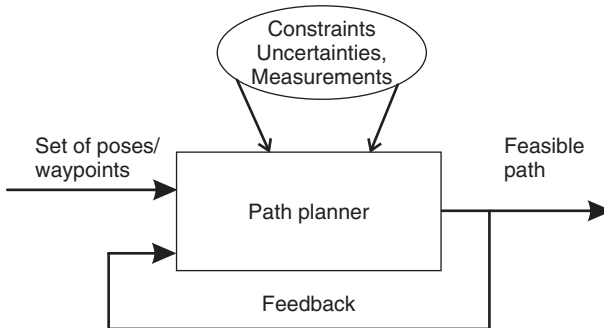 Constraints
Uncertainties,
Measurements
Set of poses/
waypoints
Feasible
path
Path planner
Feedback